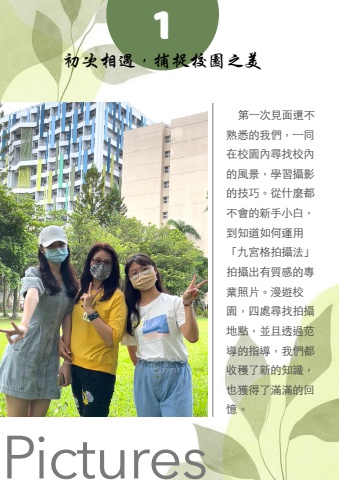 1
初次相遇，捕捉校園之美
第一次見面還不
熟悉的我們，一同
在校園內尋找校內
的風景，學習攝影
的技巧。從什麼都
不會的新手小白，
到知道如何運用
「九宮格拍攝法」
拍攝出有質感的專
業照片。漫遊校
園，四處尋找拍攝
地點，並且透過范
導的指導，我們都
收穫了新的知識，
也獲得了滿滿的回
憶。
Pictures